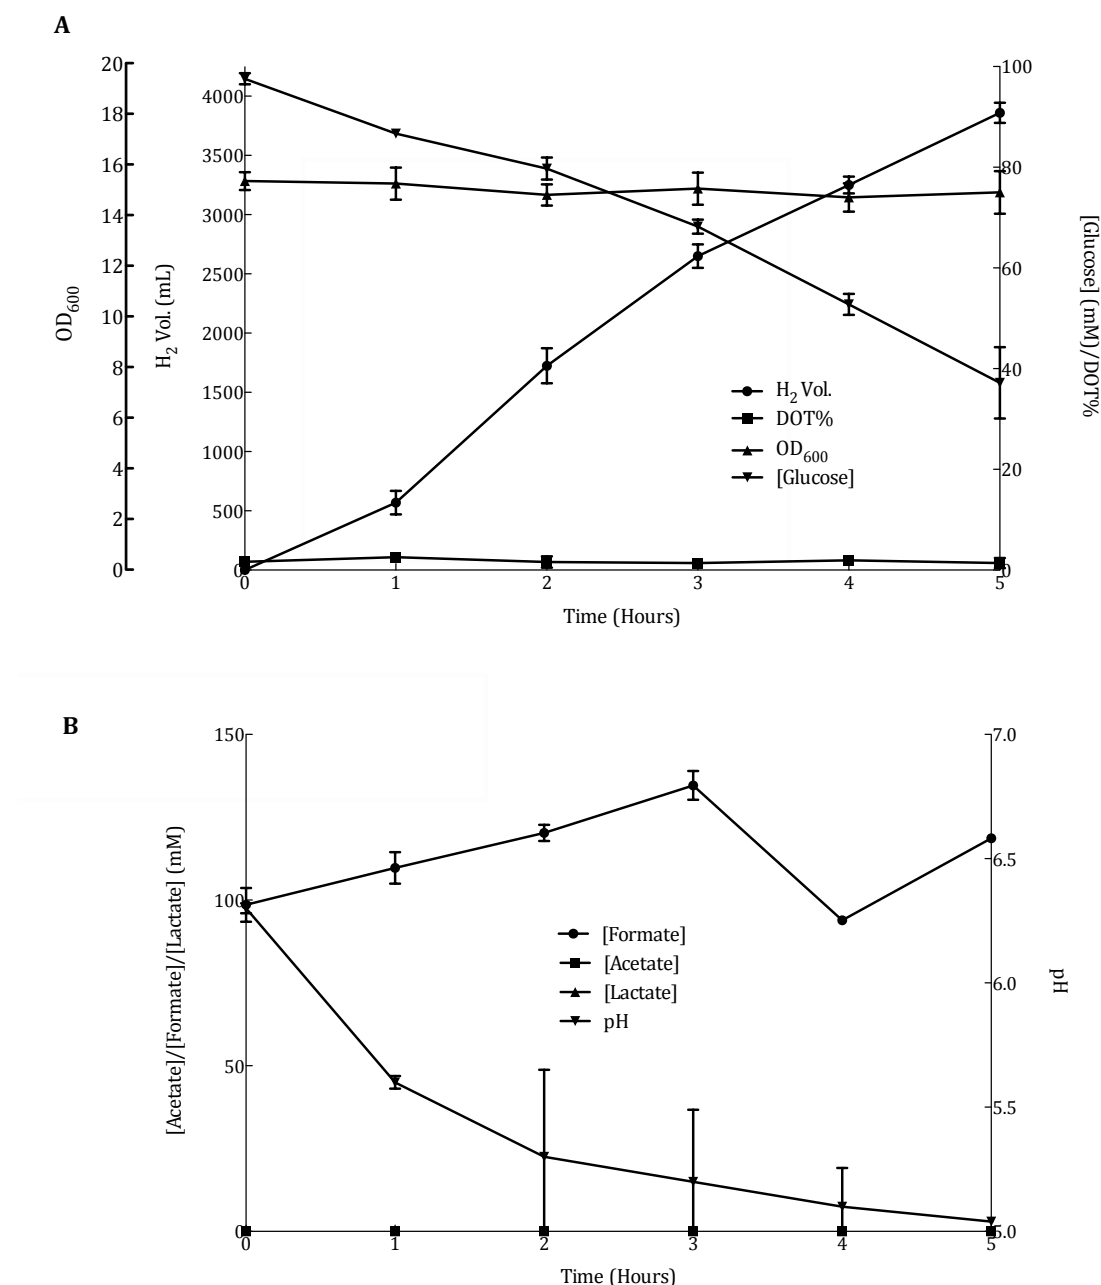 A
20
18
16
14
12
10
8
6
4
2
0
OD600
4000
3500
3000
2500
2000
1500
1000
500
0
H2 Vol. (mL)
100
80
60
40
20
0
[Glucose] (mM)/DOT%
H2 Vol.
DOT%
OD600
[Glucose]
0 1 2 3 4 5
Time (Hours)
B
150
100
50
0
[Acetate]/[Formate]/[Lactate] (mM)
7.0
6.5
6.0
5.5
5.0
pH
[Formate]
[Acetate]
[Lactate]
pH
0 1 2 3 4 5
Time (Hours)